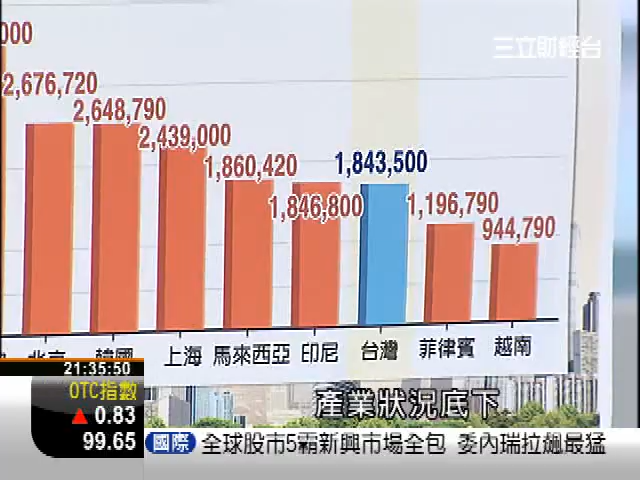 三立財經台
000
2,676,720
2,648,790
2,439,000
1,860,420
1,846,800
1,843,500
1,196,790
944,790
北京 韓國 上海 馬來西亞 印尼 台灣 菲律賓 越南
產業狀況底下
21:35:50
OTC指數
▲ 0.83
99.65
國際 全球股市5霸新興市場全包 委內瑞拉飆最猛